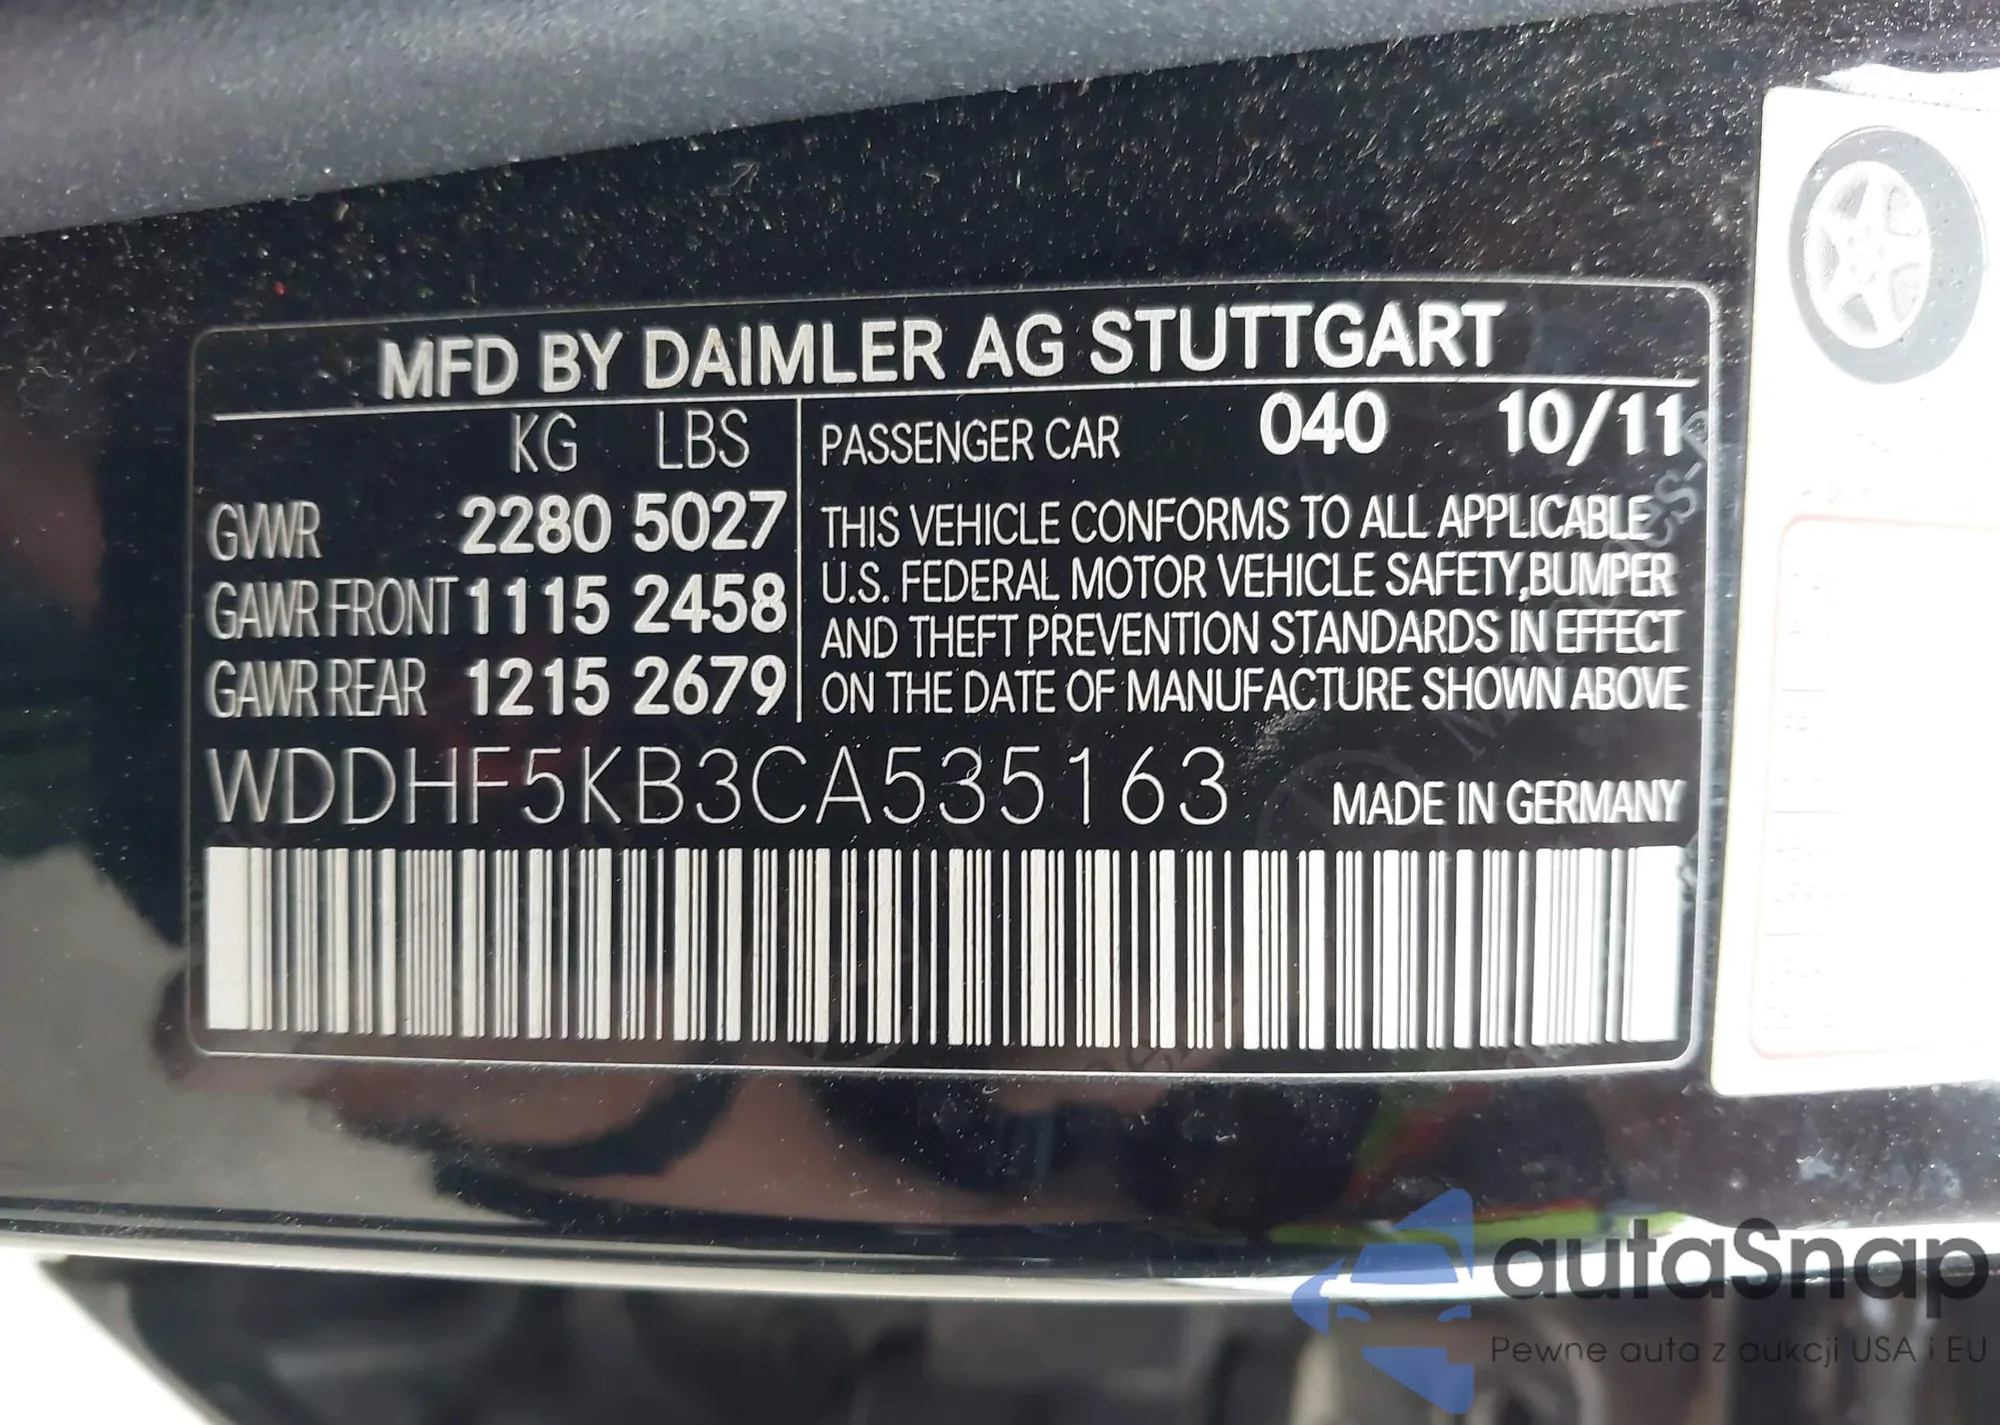 MFD BY DAIMLER AG STUTTGART
KG LBS
GVWR 2280 5027
GAWR FRONT 1115 2458
GAWR REAR 1215 2679
PASSENGER CAR 040 10/11
THIS VEHICLE CONFORMS TO ALL APPLICABLE
U.S. FEDERAL MOTOR VEHICLE SAFETY,BUMPER
AND THEFT PREVENTION STANDARDS IN EFFECT
ON THE DATE OF MANUFACTURE SHOWN ABOVE
WDDHF5KB3CA535163
MADE IN GERMANY
autaSnap
Pewne auta z aukcji USA i EU